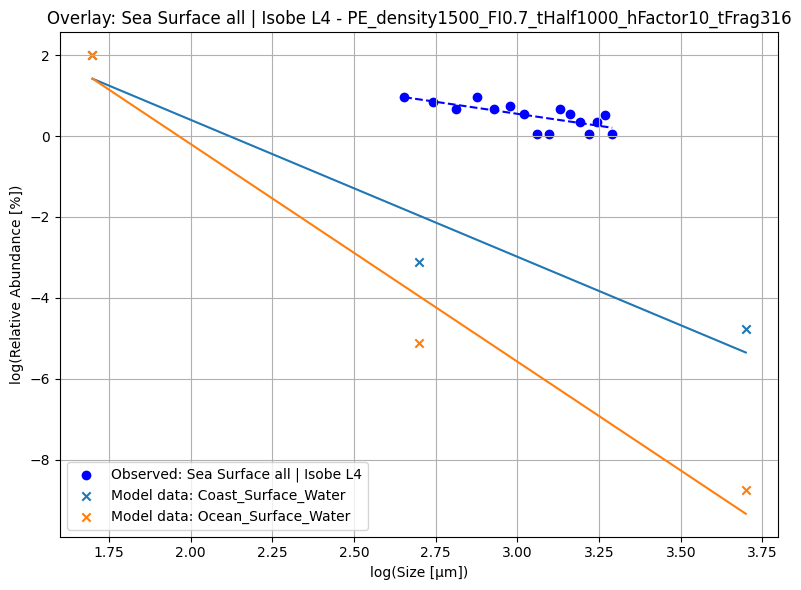 Overlay: Sea Surface all | Isobe L4 - PE_density1500_FI0.7_tHalf1000_hFactor10_tFrag316
log(Relative Abundance [%])
2
0
−2
−4
−6
−8
Observed: Sea Surface all | Isobe L4
Model data: Coast_Surface_Water
Model data: Ocean_Surface_Water
1.75 2.00 2.25 2.50 2.75 3.00 3.25 3.50 3.75
log(Size [µm])